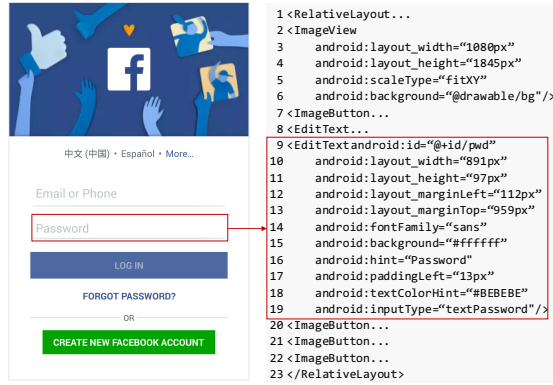 f
中文 (中国) • Español • More...
Email or Phone
Password
LOG IN
FORGOT PASSWORD?
OR
CREATE NEW FACEBOOK ACCOUNT
1 <RelativeLayout...
2 <ImageView
3 android:layout_width=“1080px”
4 android:layout_height=“1845px”
5 android:scaleType=“fitXY”
6 android:background=“@drawable/bg"/>
7 <ImageButton...
8 <EditText...
9 <EditTextandroid:id=“@+id/pwd”
10 android:layout_width=“891px”
11 android:layout_height=“97px”
12 android:layout_marginLeft=“112px”
13 android:layout_marginTop=“959px”
14 android:fontFamily=“sans”
15 android:background=“#ffffff”
16 android:hint=“Password"
17 android:paddingLeft=“13px”
18 android:textColorHint=“#BEBEBE”
19 android:inputType=“textPassword"/>
20 <ImageButton...
21 <ImageButton...
22 <ImageButton...
23 </RelativeLayout>